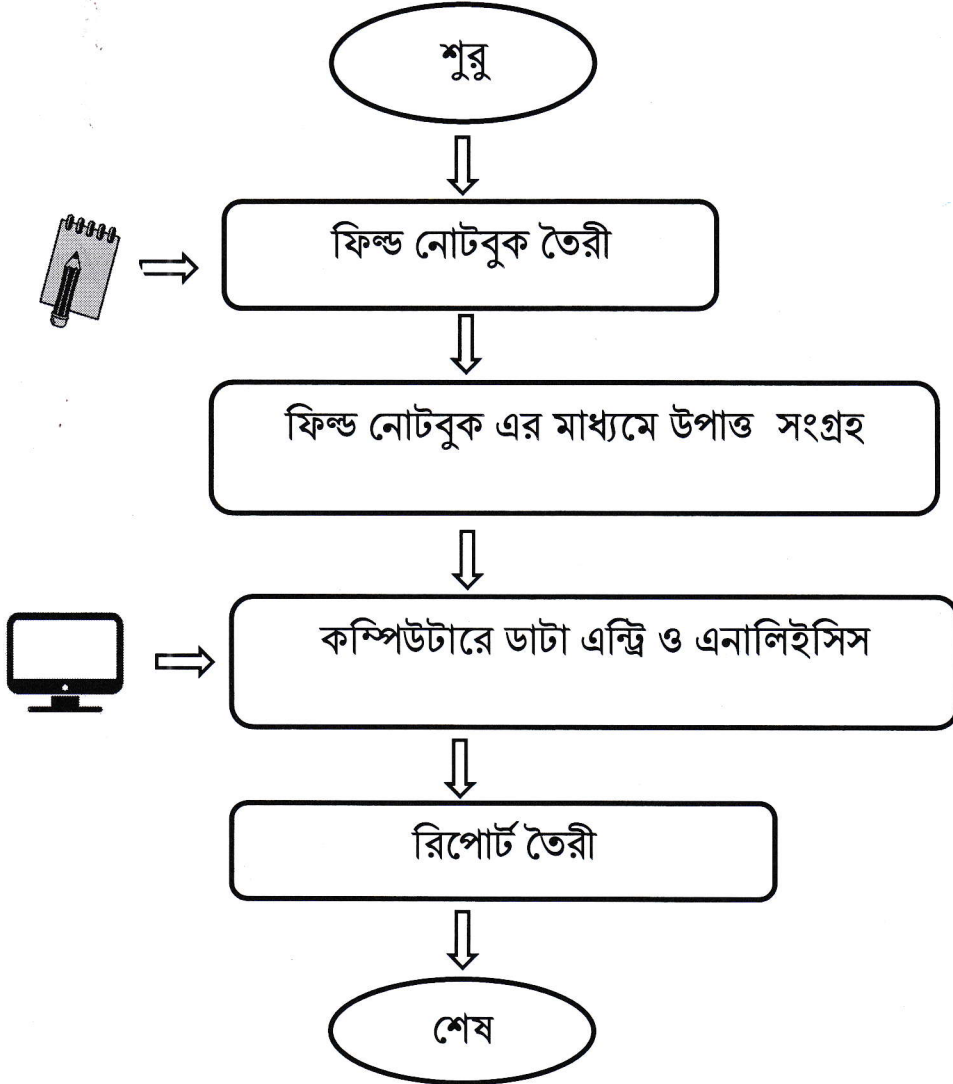 শুরু
ফিল্ড নোটবুক তৈরী
ফিল্ড নোটবুক এর মাধ্যমে উপাত্ত সংগ্রহ
কম্পিউটারে ডাটা এন্ট্রি ও এনালিইসিস
রিপোর্ট তৈরী
শেষ